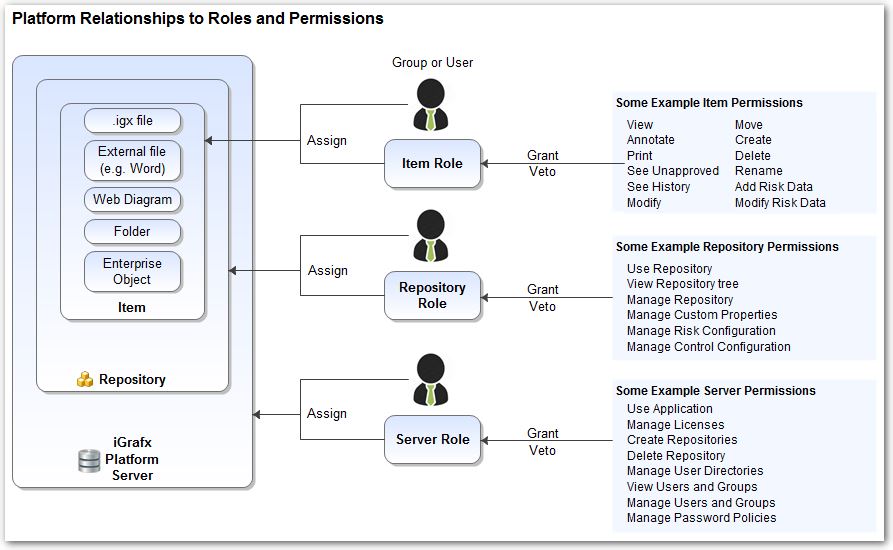 Platform Relationships to Roles and Permissions
.igx file
External file
(e.g. Word)
Web Diagram
Folder
Enterprise
Object
Item
Repository
iGrafx
Platform
Server
Group or User
Assign
Item Role
Grant
Veto
Some Example Item Permissions
View Move
Annotate Create
Print Delete
See Unapproved Rename
See History Add Risk Data
Modify Modify Risk Data
Assign
Repository
Role
Grant
Veto
Some Example Repository Permissions
Use Repository
View Repository tree
Manage Repository
Manage Custom Properties
Manage Risk Configuration
Manage Control Configuration
Assign
Server Role
Grant
Veto
Some Example Server Permissions
Use Application
Manage Licenses
Create Repositories
Delete Repository
Manage User Directories
View Users and Groups
Manage Users and Groups
Manage Password Policies